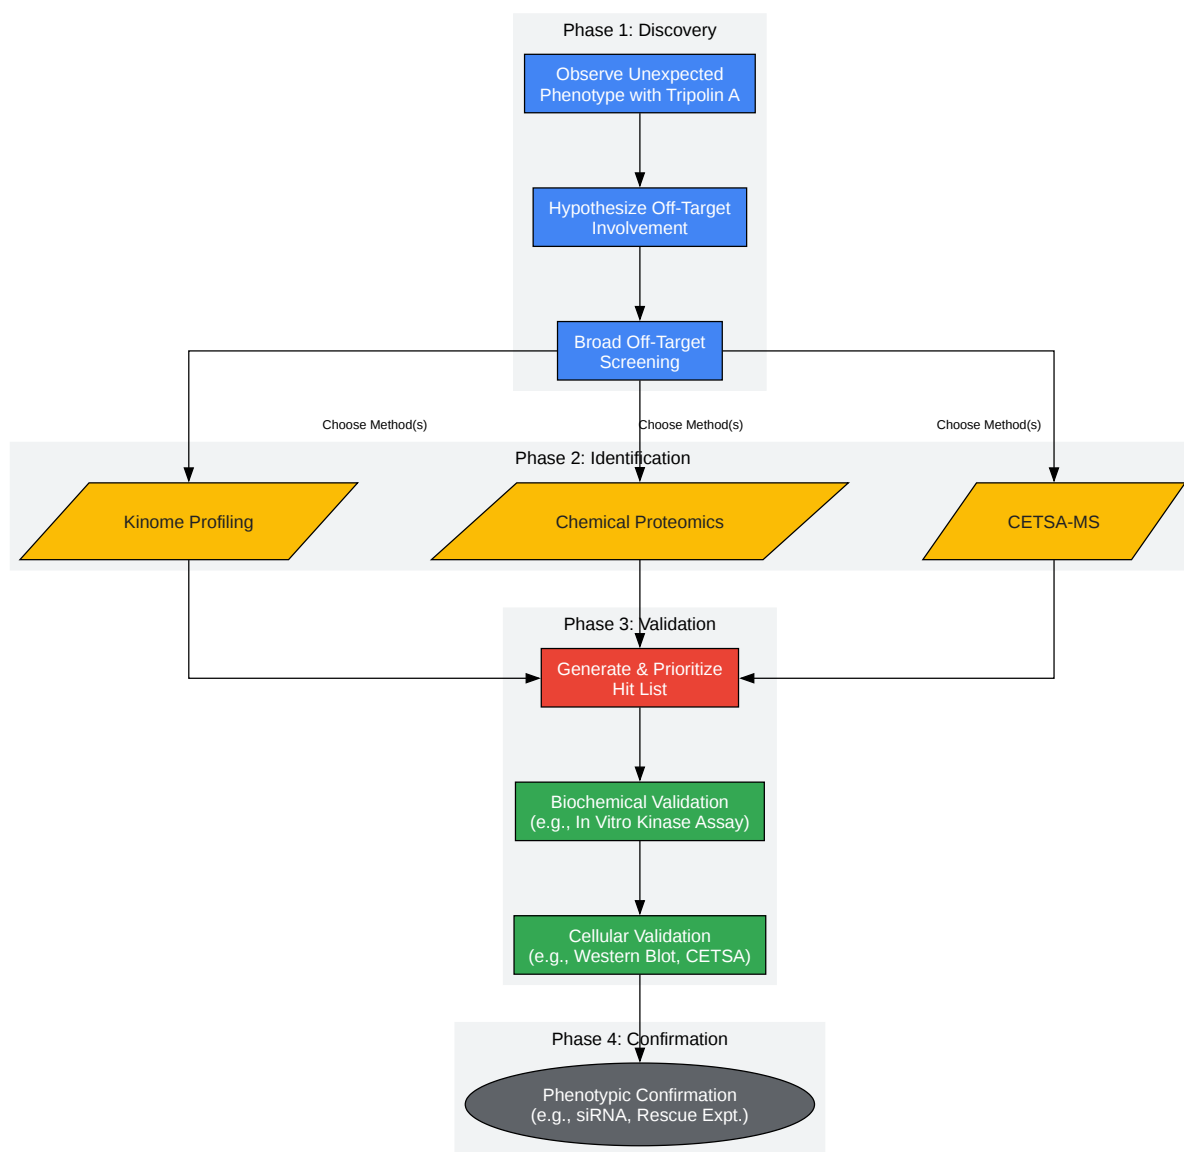 Phase 1: Discovery
Observe Unexpected
Phenotype with Tripolin A
Hypothesize Off-Target
Involvement
Broad Off-Target
Screening
Choose Method(s)
Choose Method(s)
Choose Method(s)
Phase 2: Identification
Kinome Profiling
Chemical Proteomics
CETSA-MS
Phase 3: Validation
Generate & Prioritize
Hit List
Biochemical Validation
(e.g., In Vitro Kinase Assay)
Cellular Validation
(e.g., Western Blot, CETSA)
Phase 4: Confirmation
Phenotypic Confirmation
(e.g., siRNA, Rescue Expt.)